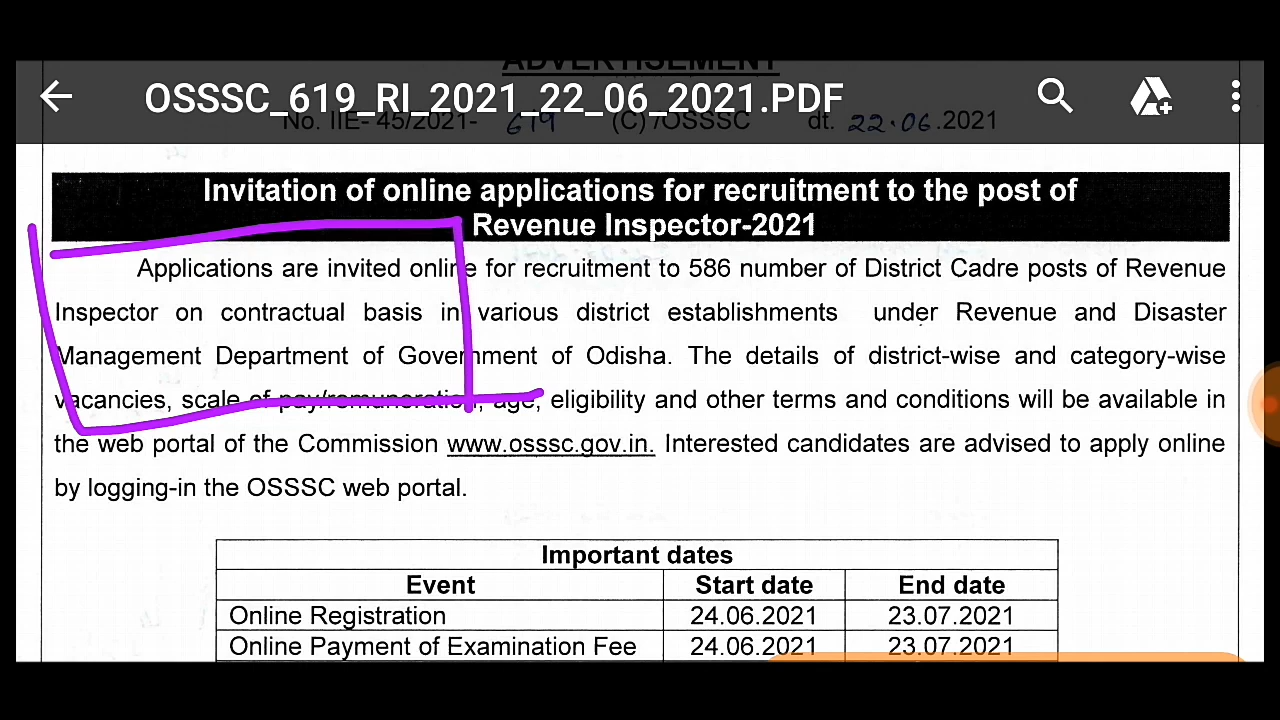 ADVERTISEMENT
OSSSC_619_RI_2021_22_06_2021.PDF
No. IIE- 45/2021- 619 (C) /OSSSC dt. 22.06.2021
Invitation of online applications for recruitment to the post of
Revenue Inspector-2021
Applications are invited online for recruitment to 586 number of District Cadre posts of Revenue
Inspector on contractual basis in various district establishments under Revenue and Disaster
Management Department of Government of Odisha. The details of district-wise and category-wise
vacancies, scale of pay/remuneration, age, eligibility and other terms and conditions will be available in
the web portal of the Commission www.osssc.gov.in. Interested candidates are advised to apply online
by logging-in the OSSSC web portal.
Important dates
Event Start date End date
Online Registration 24.06.2021 23.07.2021
Online Payment of Examination Fee 24.06.2021 23.07.2021